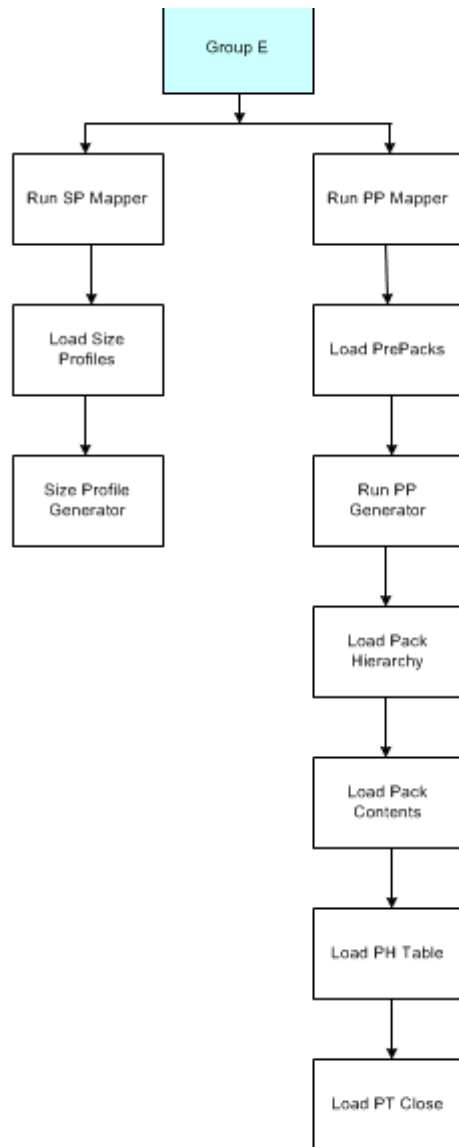 Group E
Run SP Mapper
Run PP Mapper
Load Size
Profiles
Load PrePacks
Size Profile
Generator
Run PP
Generator
Load Pack
Hierarchy
Load Pack
Contents
Load PH Table
Load PT Close